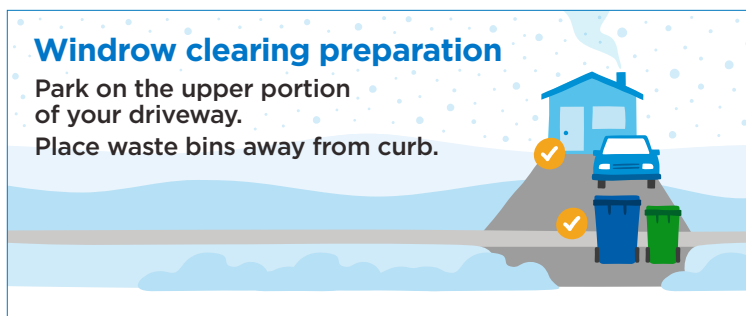 Windrow clearing preparation
Park on the upper portion
of your driveway.
Place waste bins away from curb.